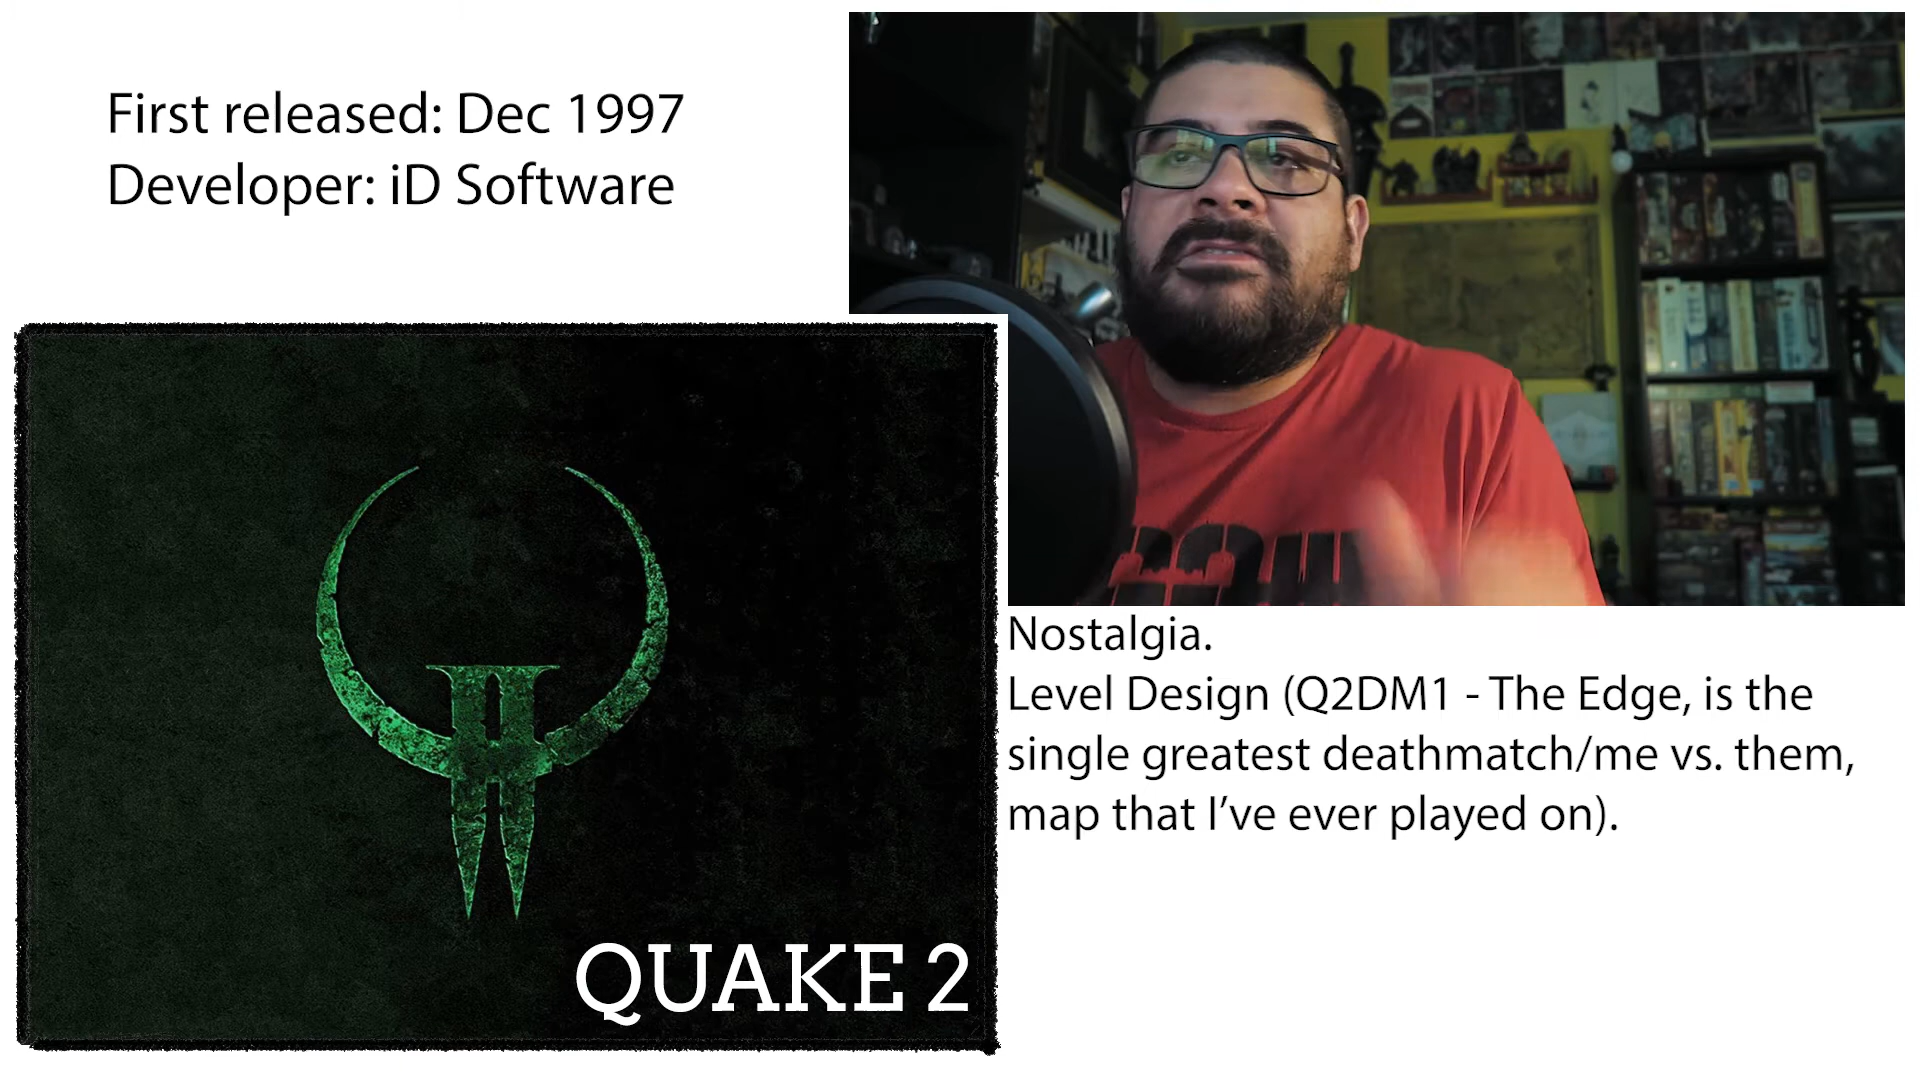 First released: Dec 1997
Developer: iD Software
QUAKE 2
Nostalgia.
Level Design (Q2DM1 - The Edge, is the
single greatest deathmatch/me vs. them,
map that I’ve ever played on).